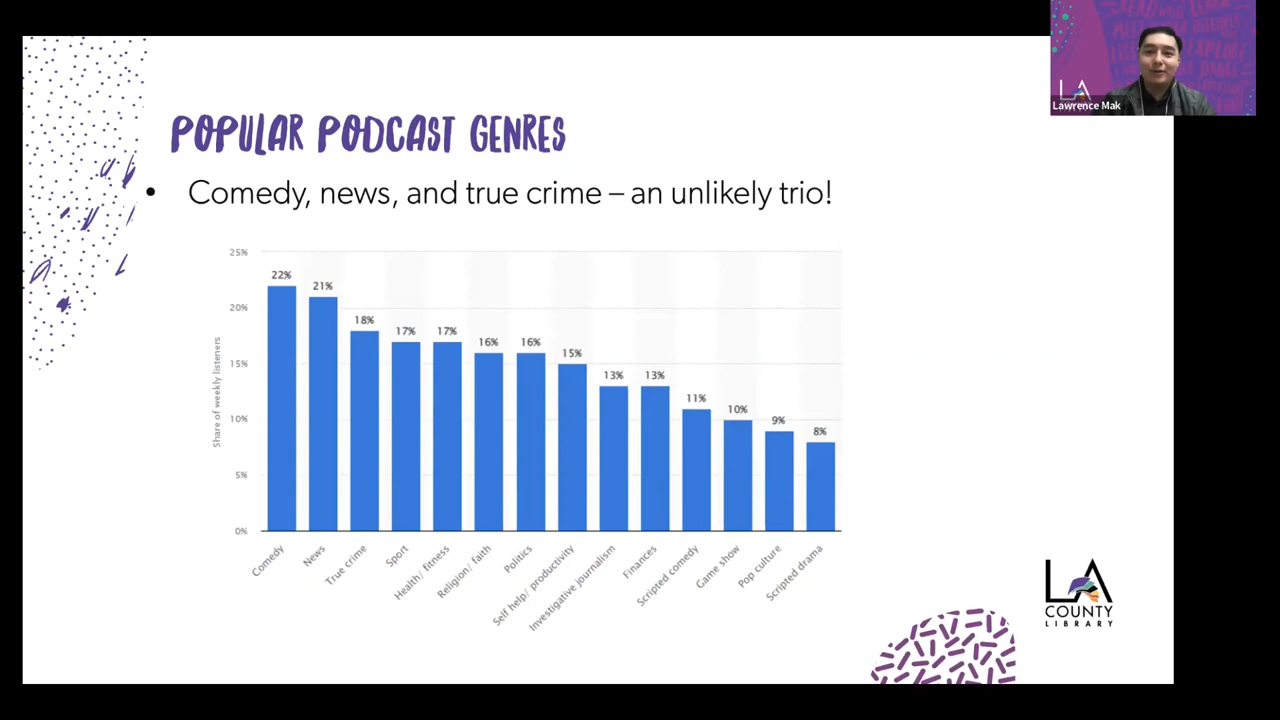 LA
Lawrence Mak
POPULAR PODCAST GENRES
• Comedy, news, and true crime – an unlikely trio!
Share of weekly listeners
25%
20%
15%
10%
5%
0%
22%
21%
18%
17%
17%
16%
16%
15%
13%
13%
11%
10%
9%
8%
Comedy
News
True crime
Sport
Health/ fitness
Religion/ faith
Politics
Self help/ productivity
Investigative journalism
Finances
Scripted comedy
Game show
Pop culture
Scripted drama
LA
COUNTY
LIBRARY